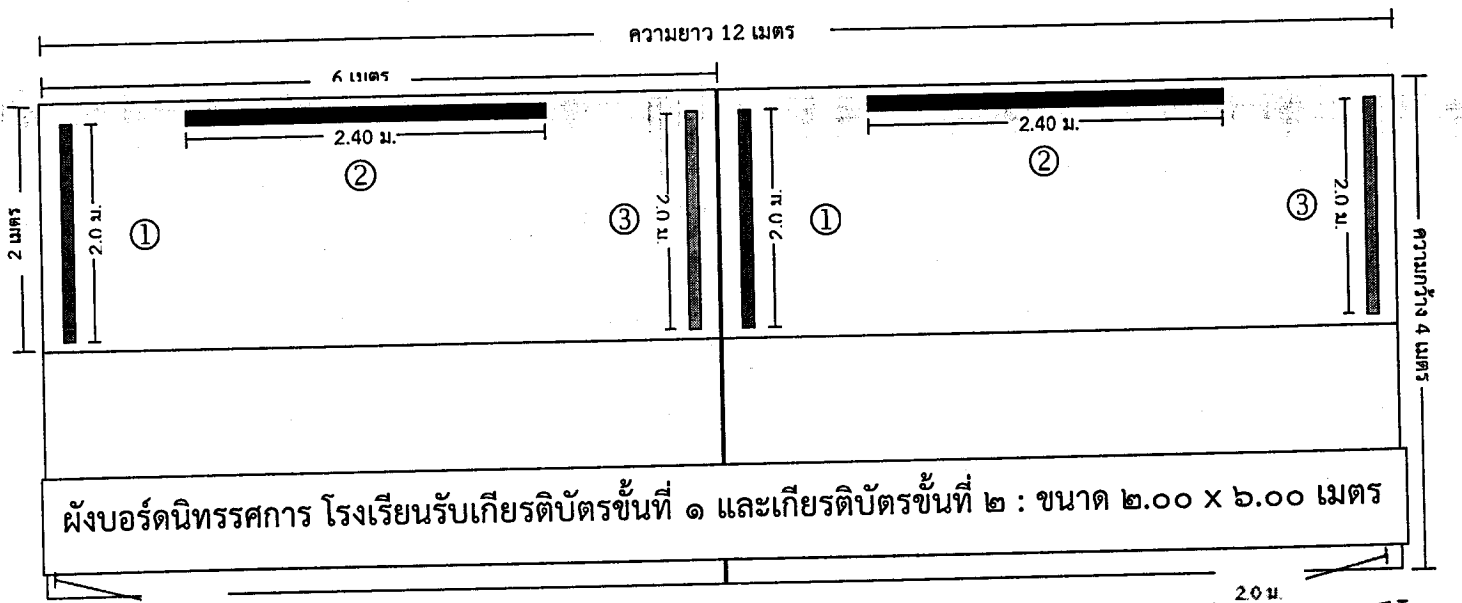 ความยาว 12 เมตร
6 เมตร
2.40 ม.
2.40 ม.
②
②
2 เมตร
2.0 ม.
①
③
2.0 ม.
2.0 ม.
①
③
2.0 ม.
ความกว้าง 4 เมตร
ผังบอร์ดนิทรรศการ โรงเรียนรับเกียรติบัตรขั้นที่ ๑ และเกียรติบัตรขั้นที่ ๒ : ขนาด ๒.๐๐ x ๖.๐๐ เมตร
2.0 ม.